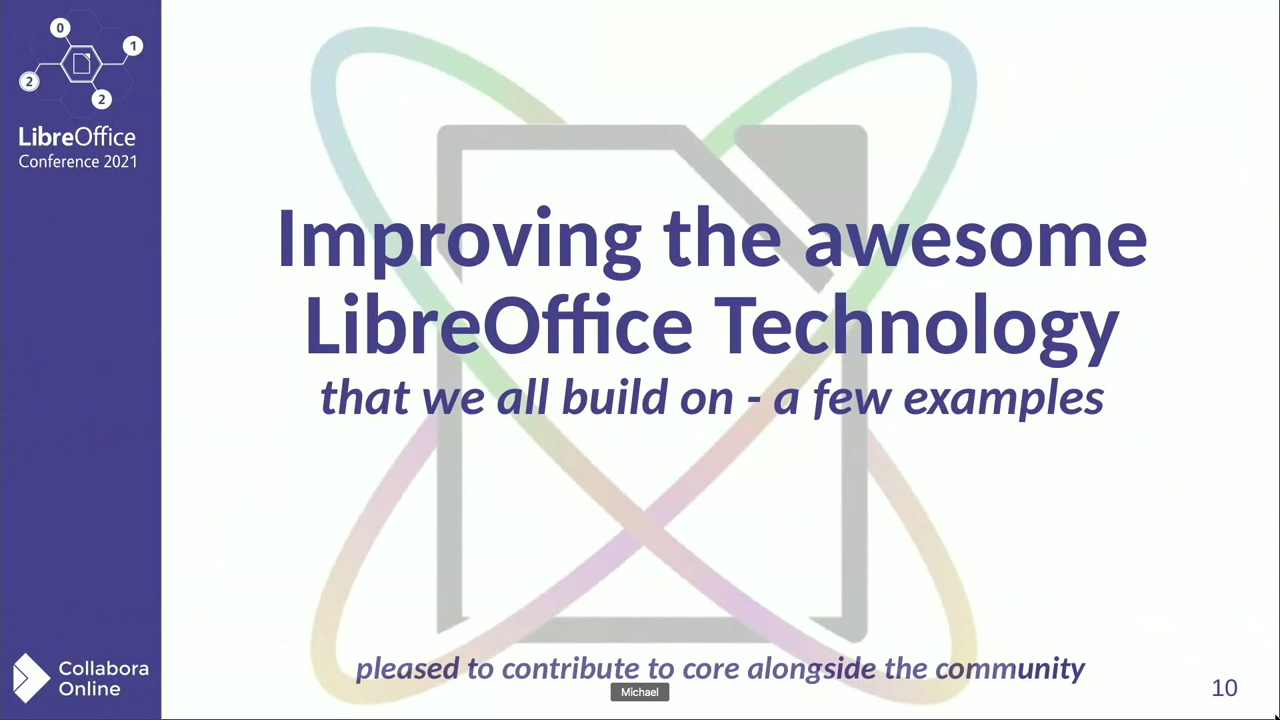 0
1
2
2
LibreOffice
Conference 2021
Improving the awesome
LibreOffice Technology
that we all build on - a few examples
pleased to contribute to core alongside the community
Michael
Collabora
Online
10